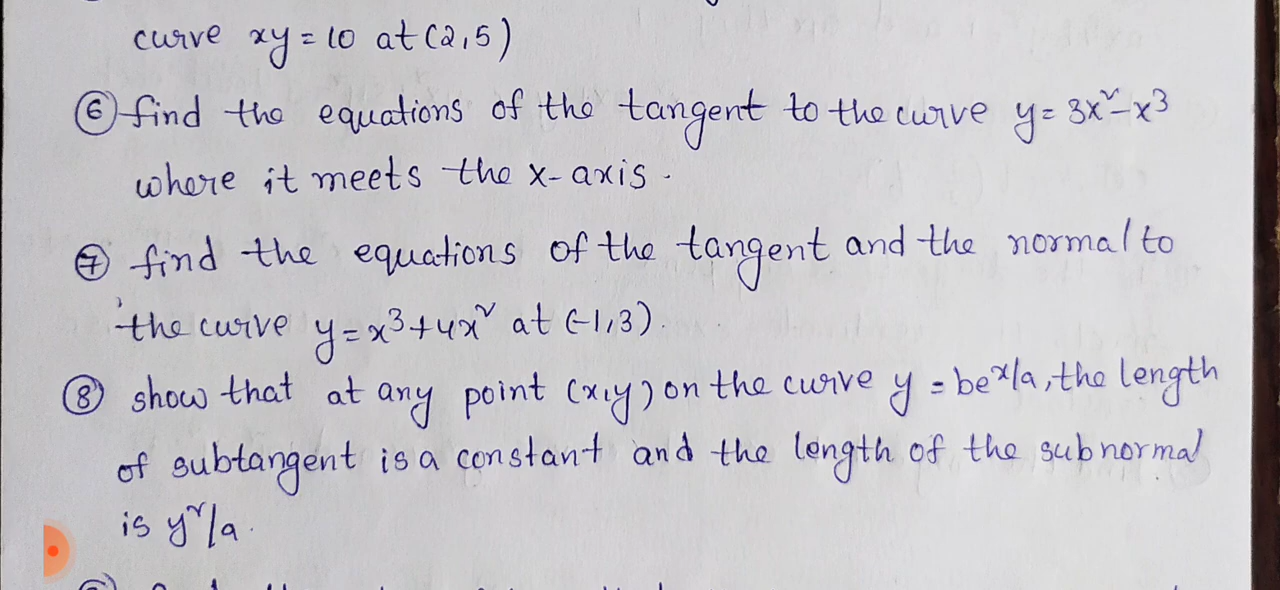 curve xy = 10 at (2,5)
⑥ find the equations of the tangent to the curve y = 3x² - x³
where it meets the x-axis.
⑦ find the equations of the tangent and the normal to
the curve y = x³ + 4x² at (-1,3).
⑧ show that at any point (x,y) on the curve y = be^x/a, the length
of subtangent is a constant and the length of the subnormal
is y²/a.